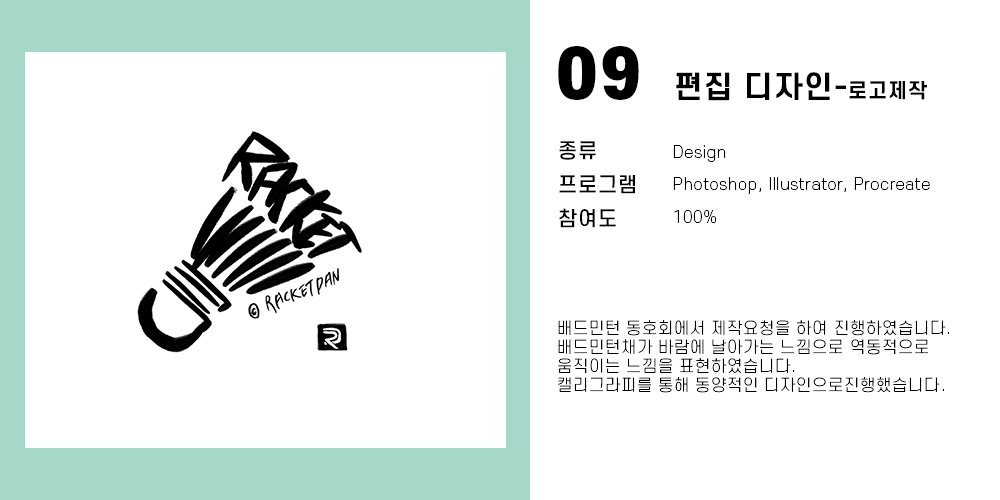 RACKET
© RACKETDAN
R
09 편집 디자인-로고제작
종류 Design
프로그램 Photoshop, Illustrator, Procreate
참여도 100%
배드민턴 동호회에서 제작요청을 하여 진행하였습니다.
배드민턴채가 바람에 날아가는 느낌으로 역동적으로
움직이는 느낌을 표현하였습니다.
캘리그라피를 통해 동양적인 디자인으로진행했습니다.